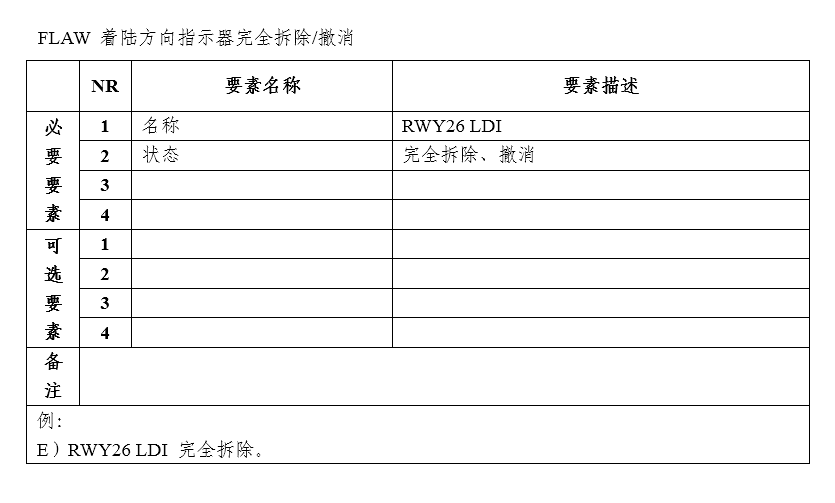 FLAW 着陆方向指示器完全拆除/撤消
NR 要素名称 要素描述
必要要素
1 名称 RWY26 LDI
2 状态 完全拆除、撤消
3
4
可选要素
1
2
3
4
备注
例：
E）RWY26 LDI 完全拆除。